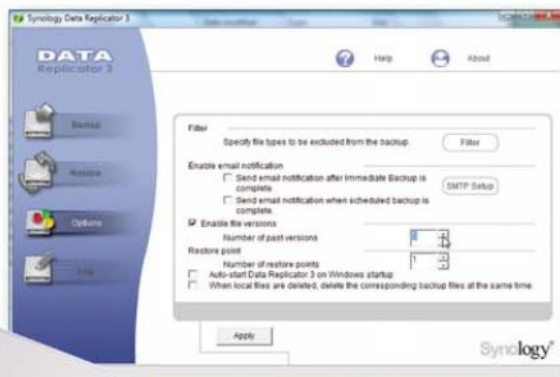 Synology Data Replicator 3
DATA
Replicator 3
Help
About
Backup
Restore
Options
Log
Filter
Specify file types to be excluded from the backup.
Filter
Enable email notification
Send email notification after Immediate Backup is
complete.
SMTP Setup
Send email notification when scheduled backup is
complete.
Enable file versions
Number of past versions
Restore point
Number of restore points
1
Auto-start Data Replicator 3 on Windows startup
When local files are deleted, delete the corresponding backup files at the same time.
Apply
Synology